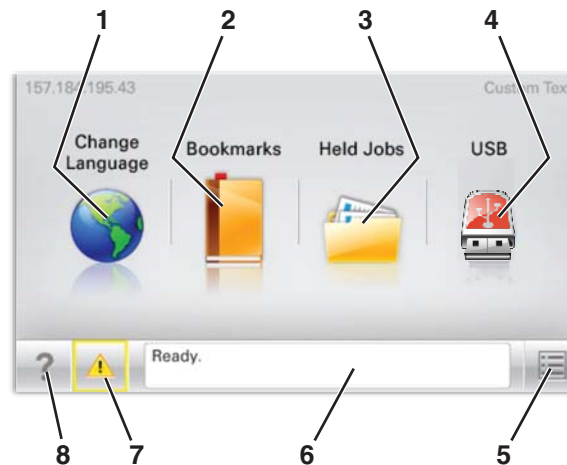 1 2 3 4
157.184.195.43 Custom Tex
Change
Language
Bookmarks
Held Jobs
USB
? Ready.
8 7 6 5